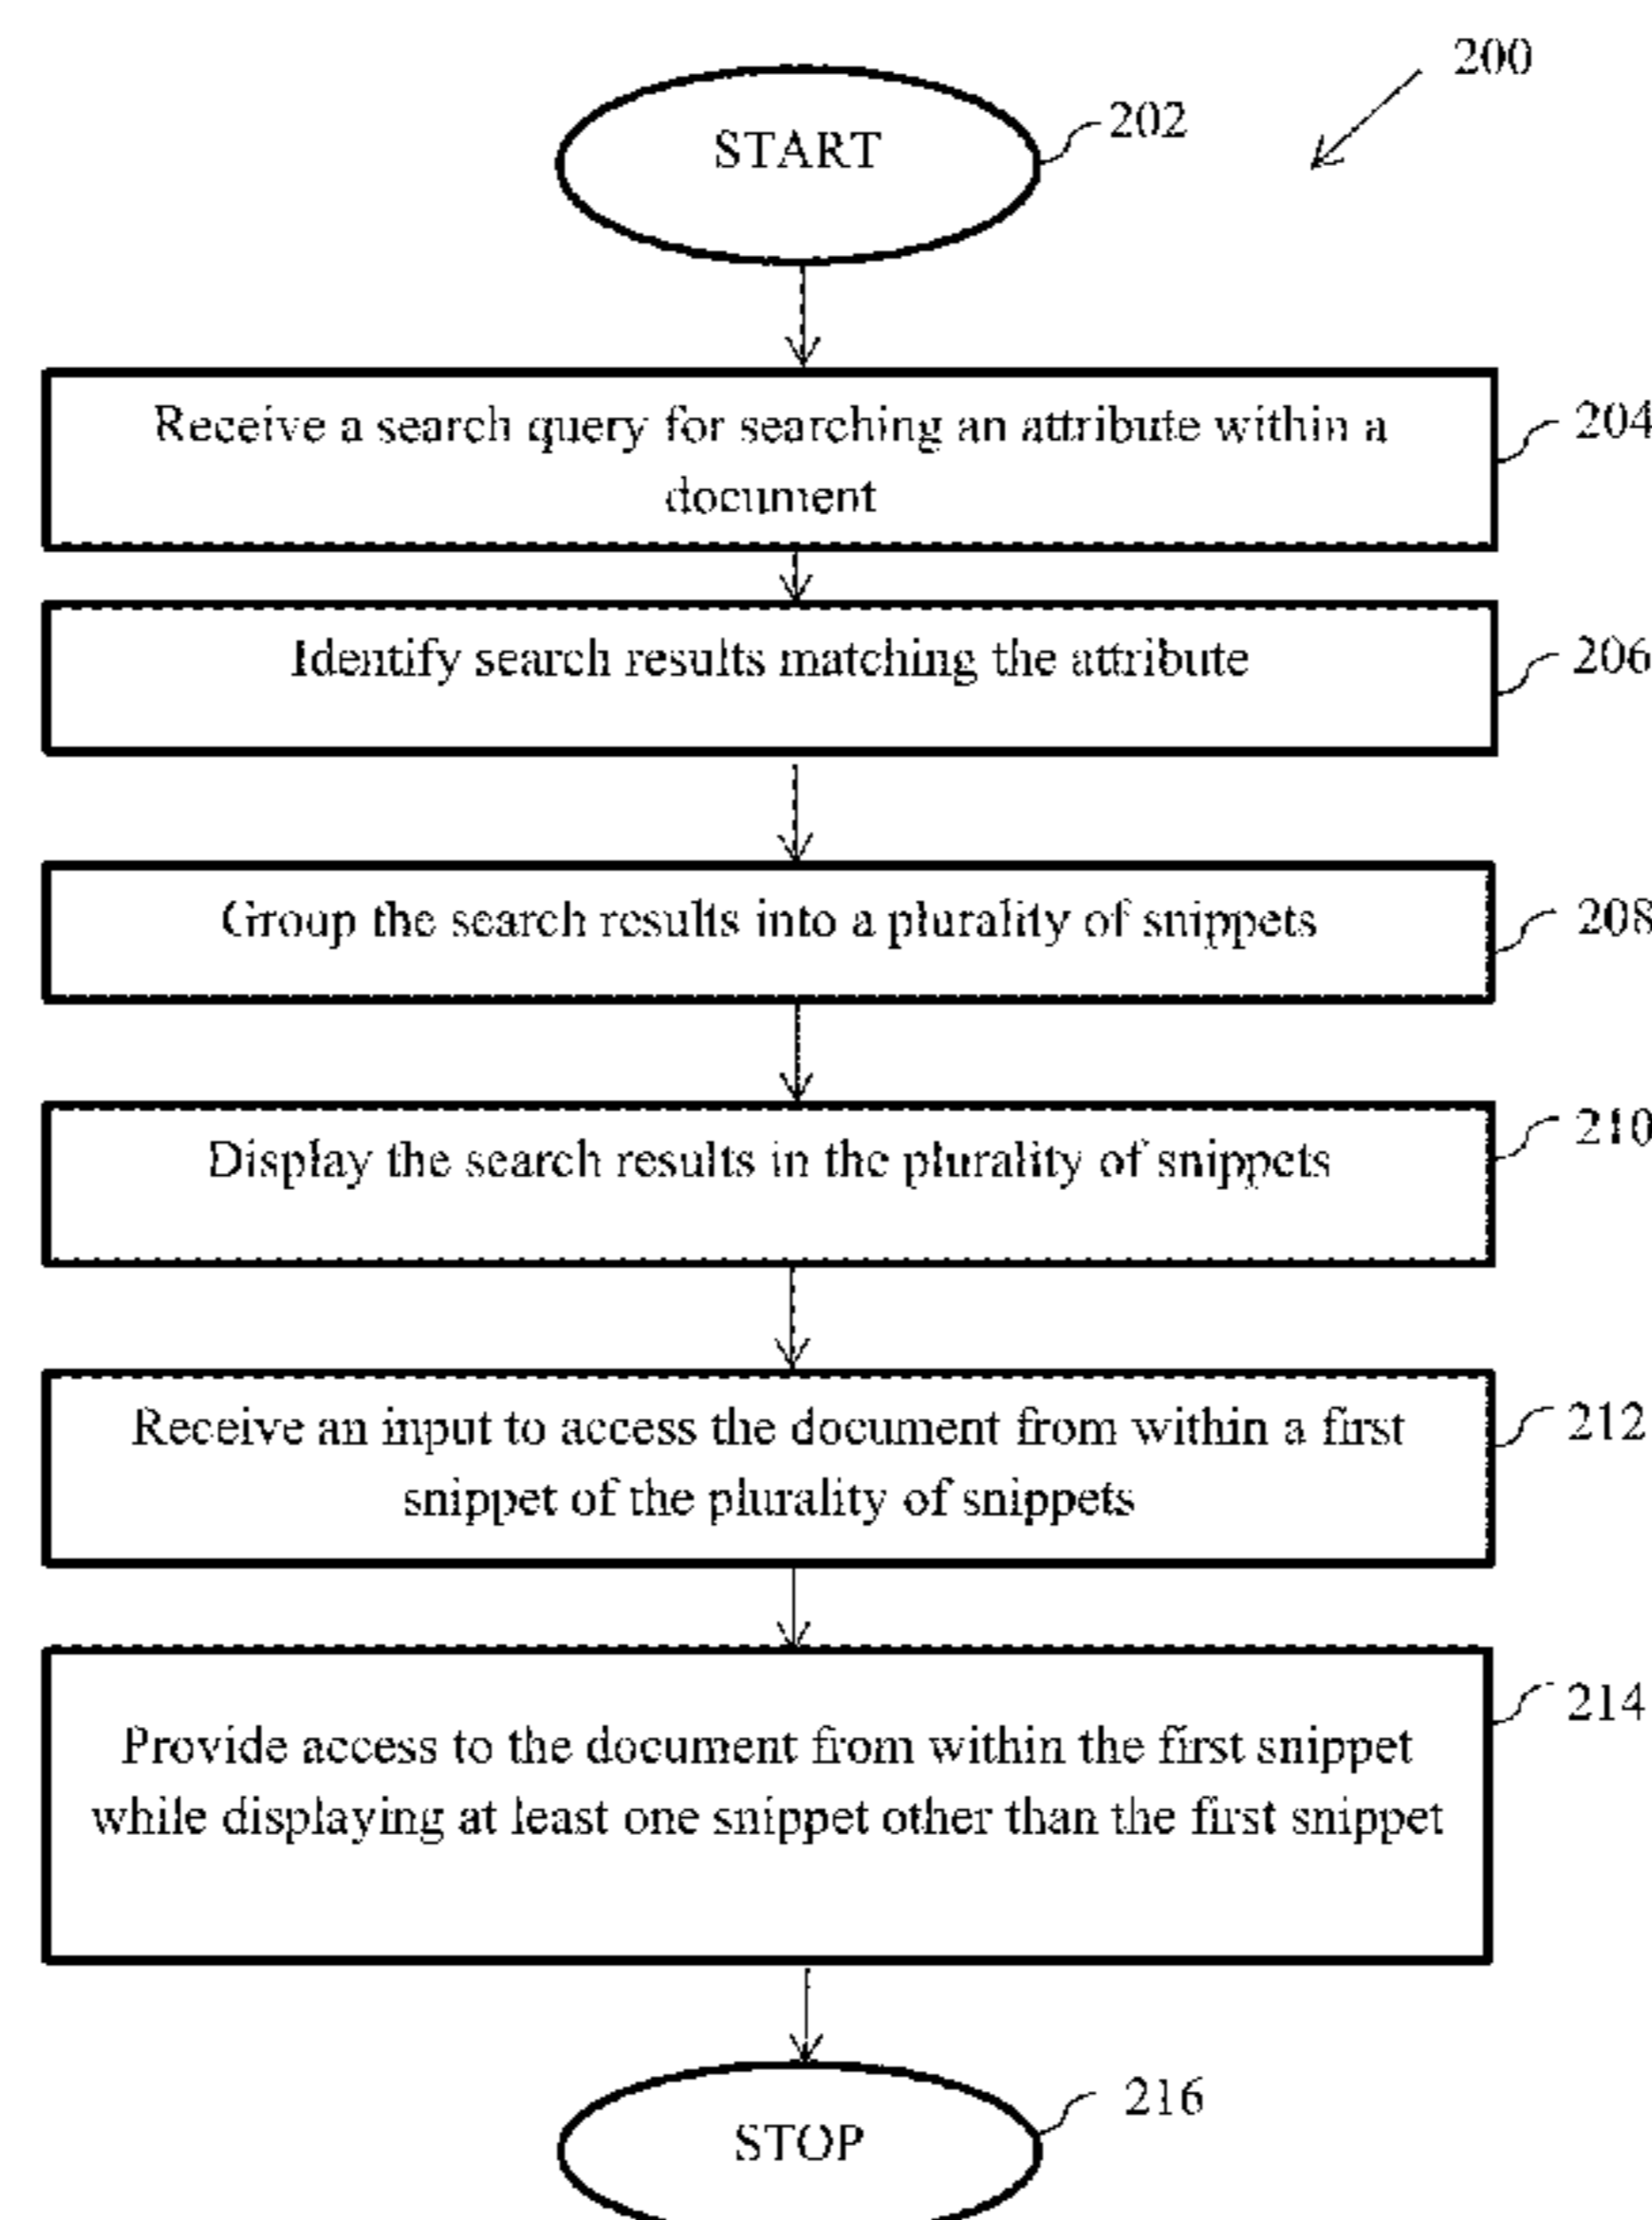 200
START
202
Receive a search query for searching an attribute within a
document
204
Identify search results matching the attribute
206
Group the search results into a plurality of snippets
208
Display the search results in the plurality of snippets
210
Receive an input to access the document from within a first
snippet of the plurality of snippets
212
Provide access to the document from within the first snippet
while displaying at least one snippet other than the first snippet
214
STOP
216